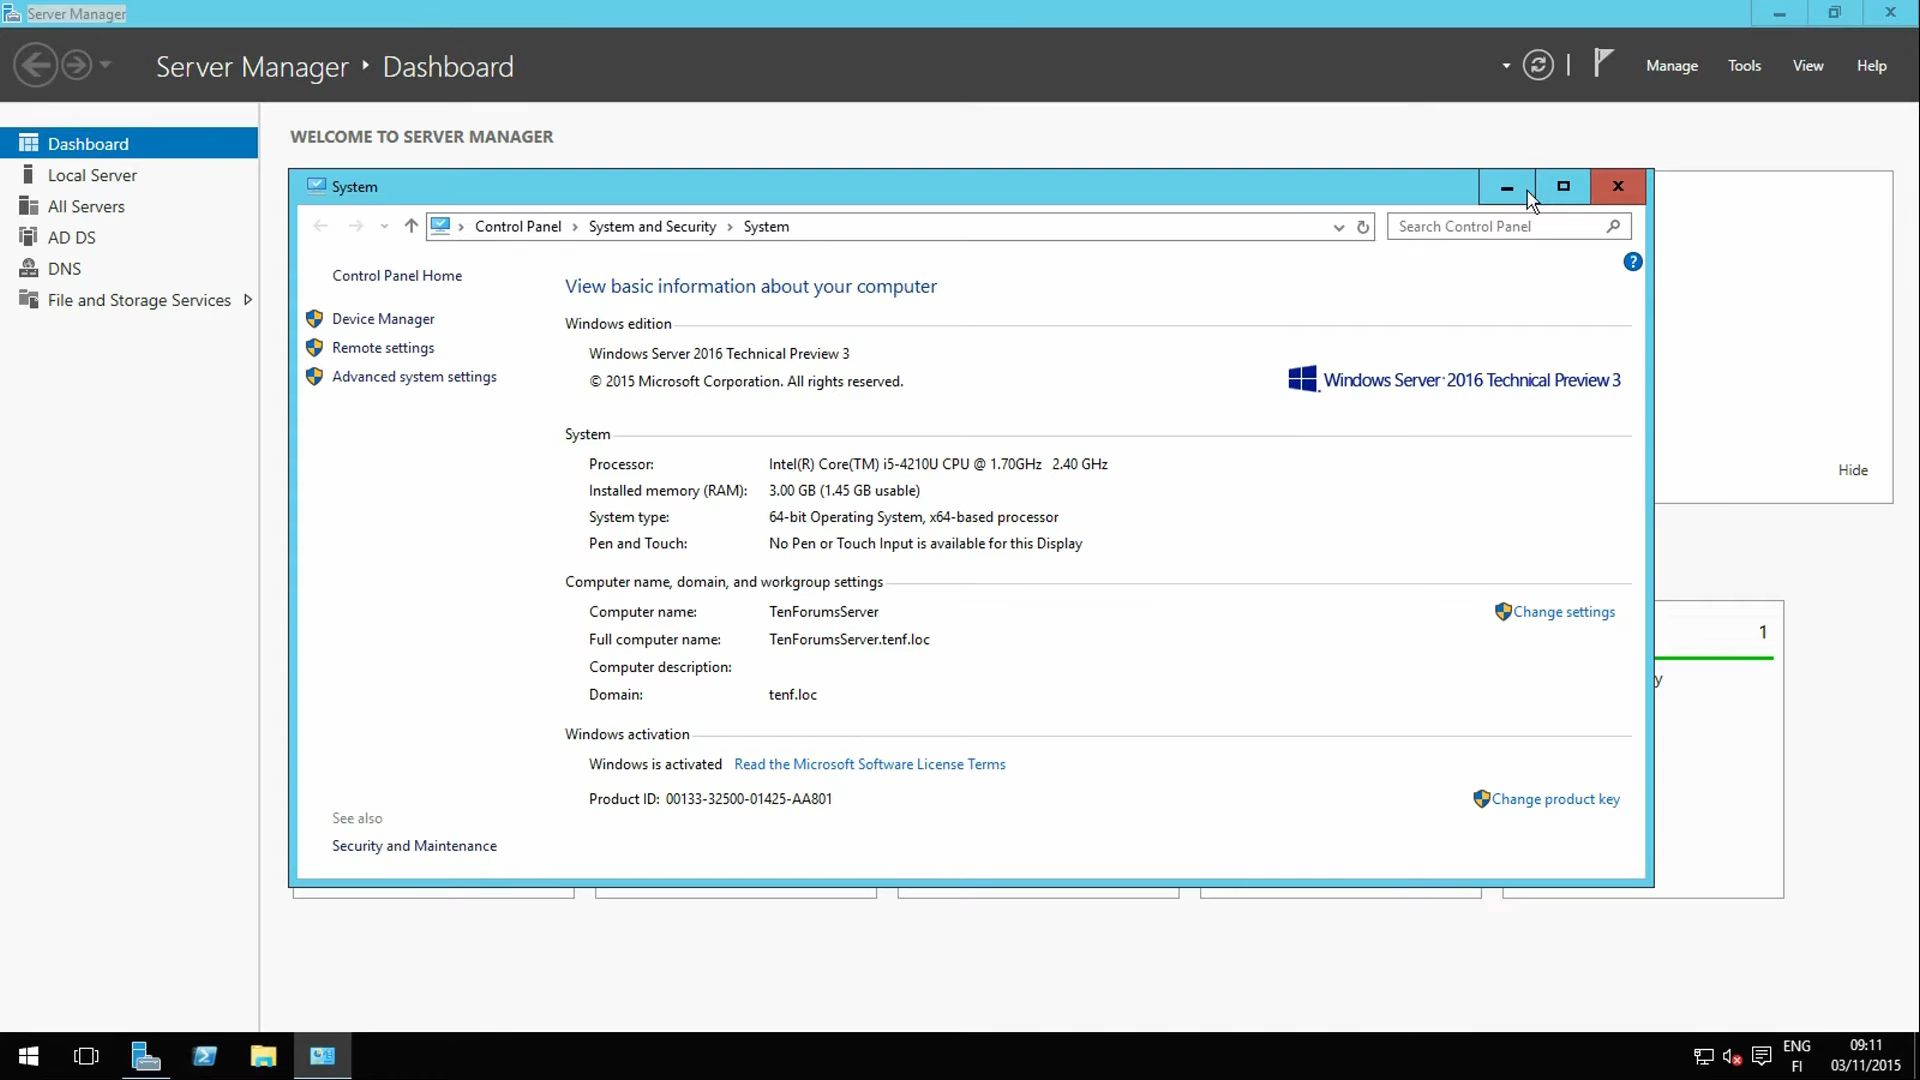 Server Manager
Server Manager ‣ Dashboard
Manage Tools View Help
Dashboard
Local Server
All Servers
AD DS
DNS
File and Storage Services
WELCOME TO SERVER MANAGER
System
Control Panel › System and Security › System
Search Control Panel
Control Panel Home
Device Manager
Remote settings
Advanced system settings
View basic information about your computer
Windows edition
Windows Server 2016 Technical Preview 3
© 2015 Microsoft Corporation. All rights reserved.
Windows Server 2016 Technical Preview 3
System
Processor: Intel(R) Core(TM) i5-4210U CPU @ 1.70GHz 2.40 GHz
Installed memory (RAM): 3.00 GB (1.45 GB usable)
System type: 64-bit Operating System, x64-based processor
Pen and Touch: No Pen or Touch Input is available for this Display
Computer name, domain, and workgroup settings
Computer name: TenForumsServer
Change settings
Full computer name: TenForumsServer.tenf.loc
Computer description:
Domain: tenf.loc
Windows activation
Windows is activated Read the Microsoft Software License Terms
Product ID: 00133-32500-01425-AA801
Change product key
See also
Security and Maintenance
Hide
1
y
ENG
FI
09:11
03/11/2015